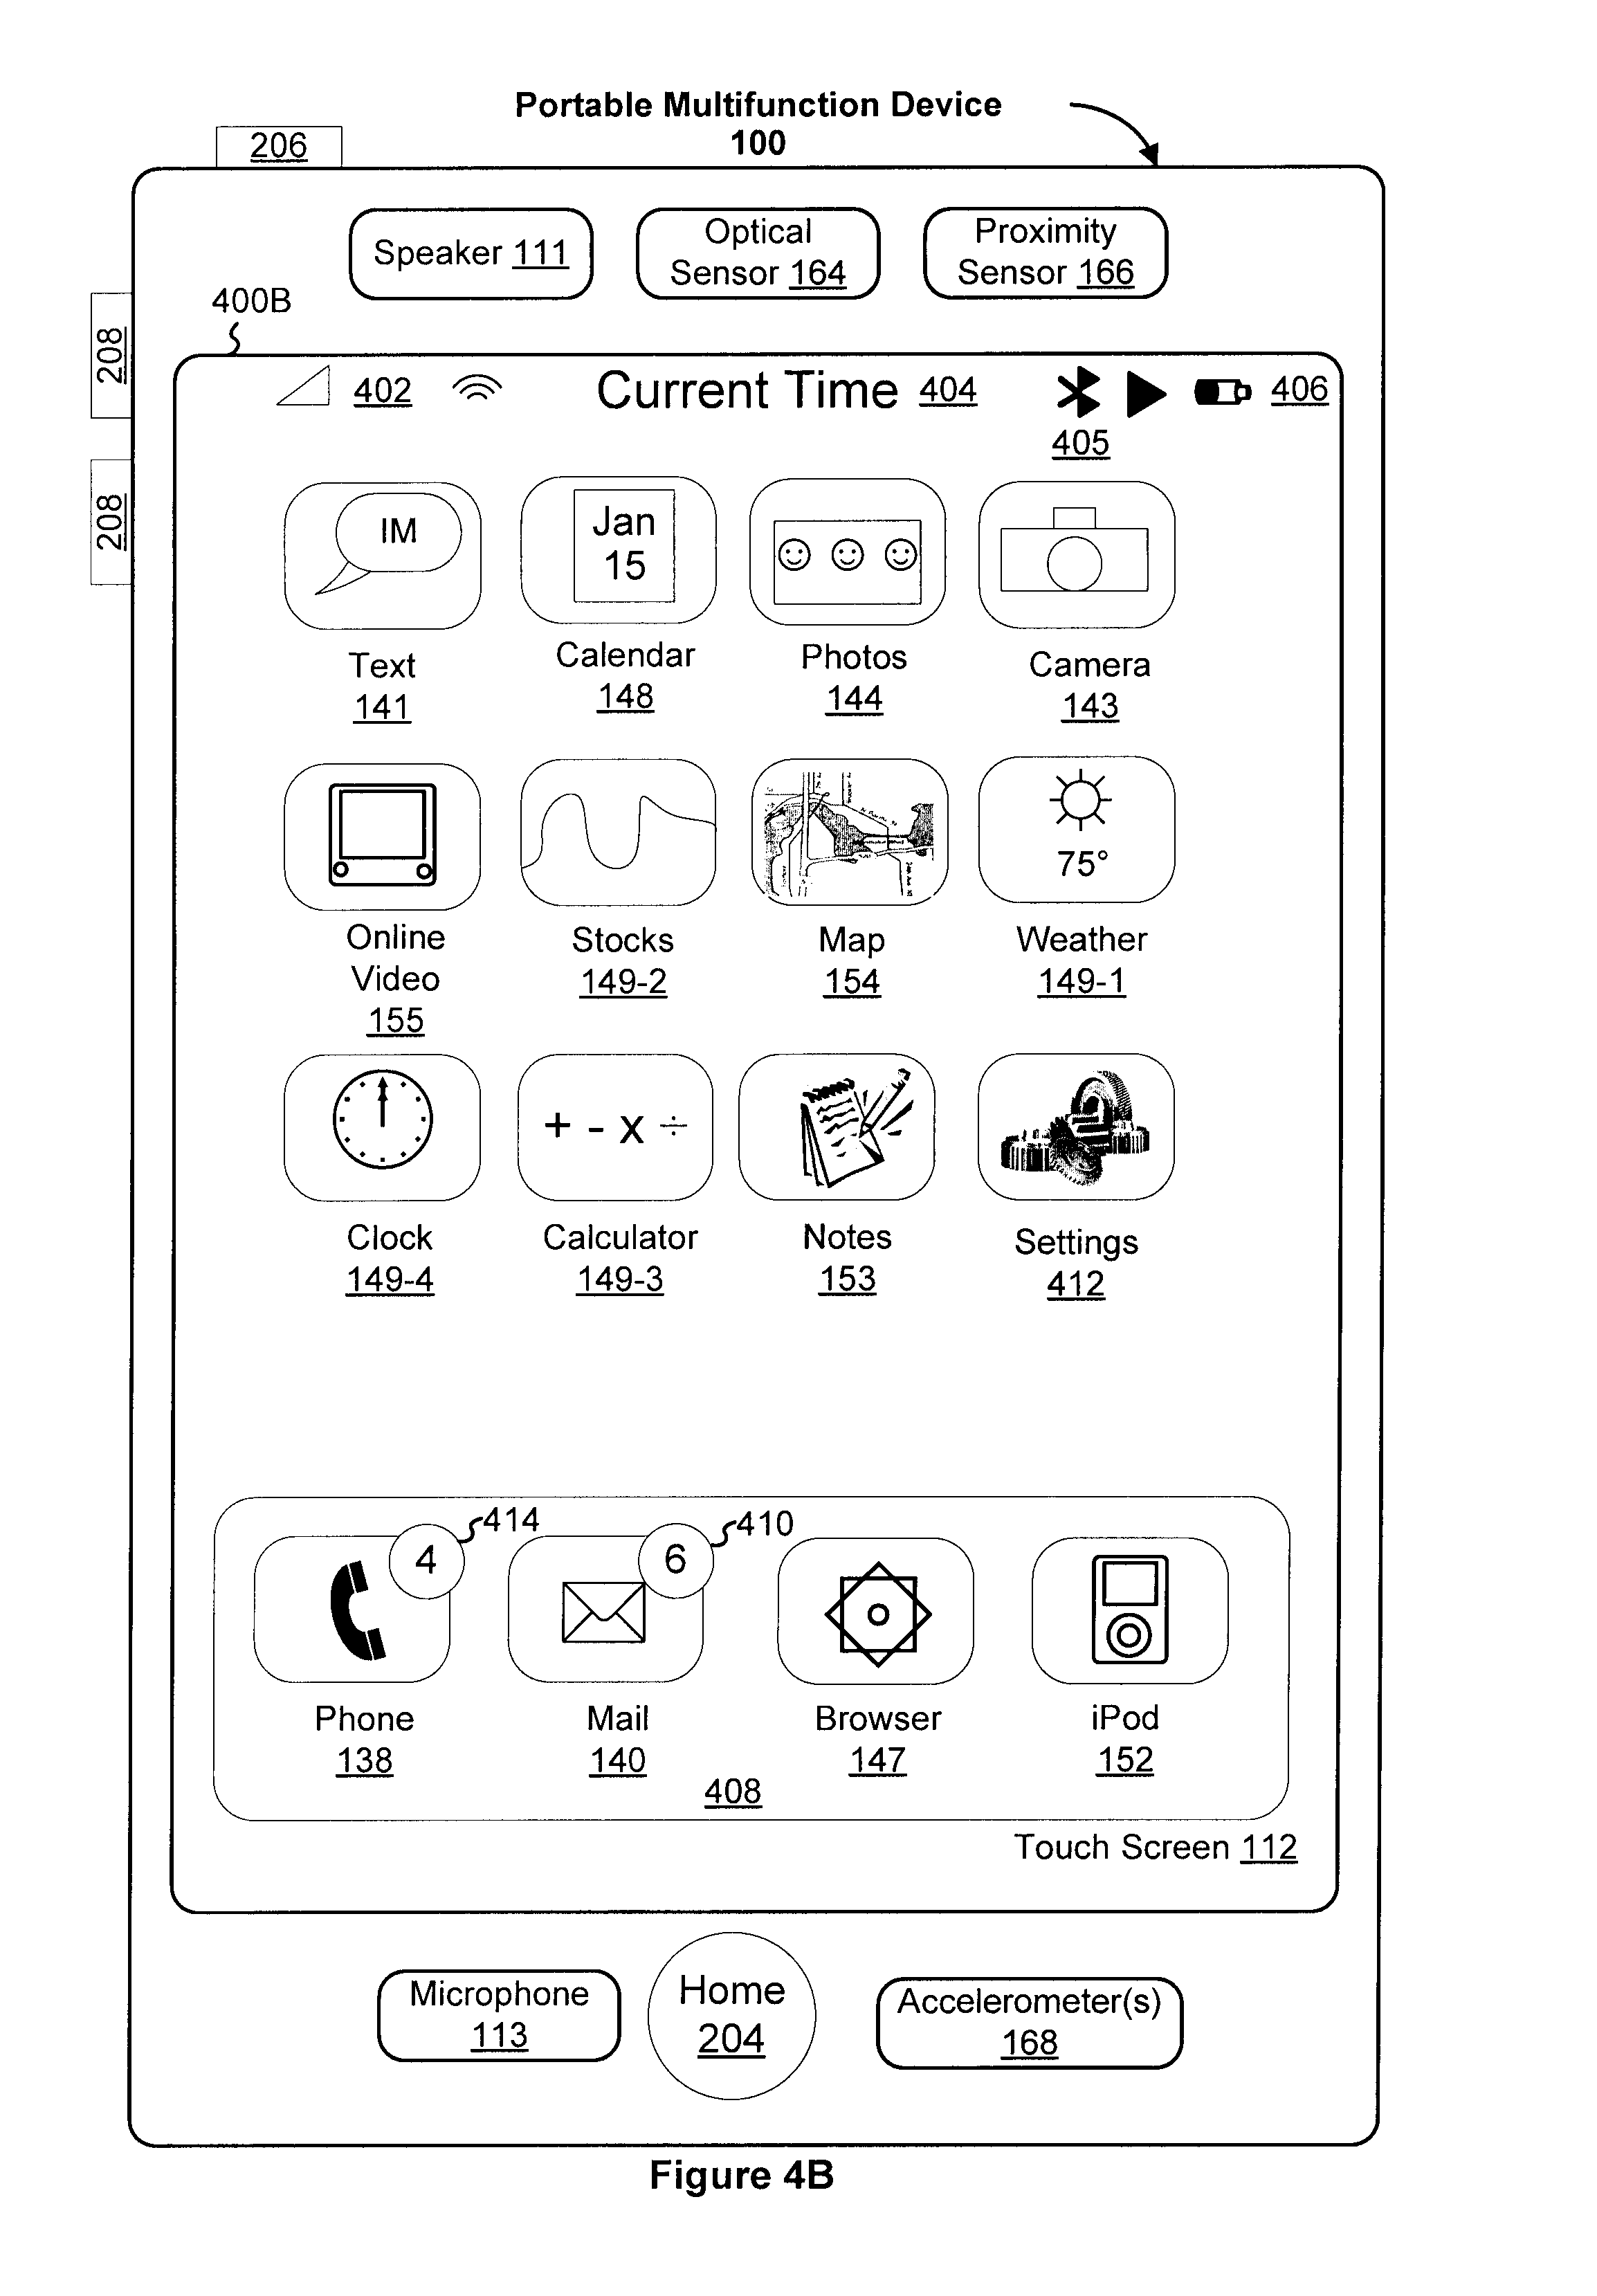 Portable Multifunction Device
100
206
Speaker 111
Optical
Sensor 164
Proximity
Sensor 166
400B
208
208
402
Current Time 404
406
405
IM
Jan
15
Text
141
Calendar
148
Photos
144
Camera
143
75°
Online
Video
155
Stocks
149-2
Map
154
Weather
149-1
+ - x ÷
Clock
149-4
Calculator
149-3
Notes
153
Settings
412
4
414
6
410
Phone
138
Mail
140
Browser
147
iPod
152
408
Touch Screen 112
Microphone
113
Home
204
Accelerometer(s)
168
Figure 4B